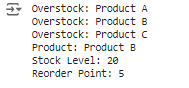 Overstock: Product A
Overstock: Product B
Overstock: Product C
Product: Product B
Stock Level: 20
Reorder Point: 5